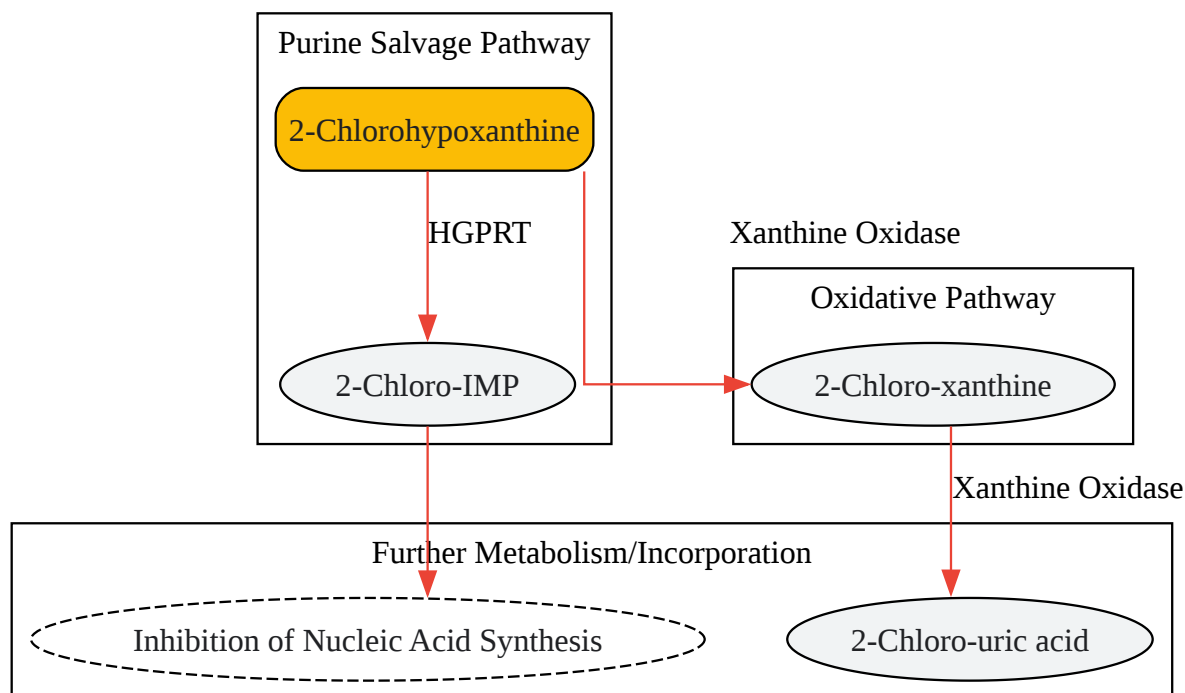 Purine Salvage Pathway
2-Chlorohypoxanthine
HGPRT
Xanthine Oxidase
Oxidative Pathway
2-Chloro-IMP
2-Chloro-xanthine
Xanthine Oxidase
Further Metabolism/Incorporation
Inhibition of Nucleic Acid Synthesis
2-Chloro-uric acid